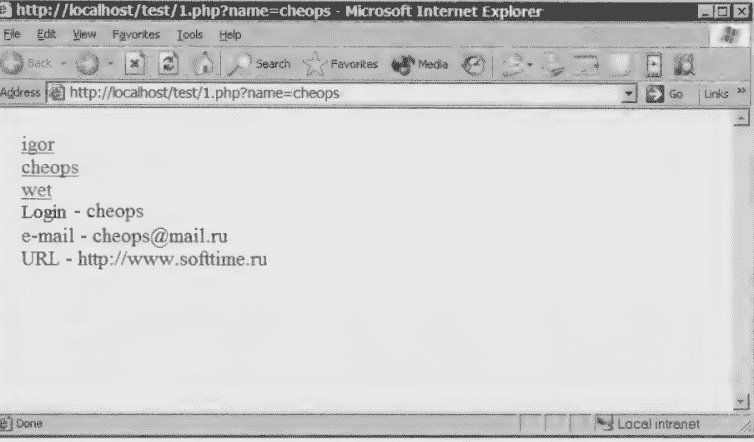 http://localhost/test/1.php?name=cheops - Microsoft Internet Explorer
File Edit View Favorites Tools Help
Back Search Favorites Media
Address http://localhost/test/1.php?name=cheops Go Links »
igor
cheops
wet
Login - cheops
e-mail - cheops@mail.ru
URL - http://www.softtime.ru
Done Local intranet